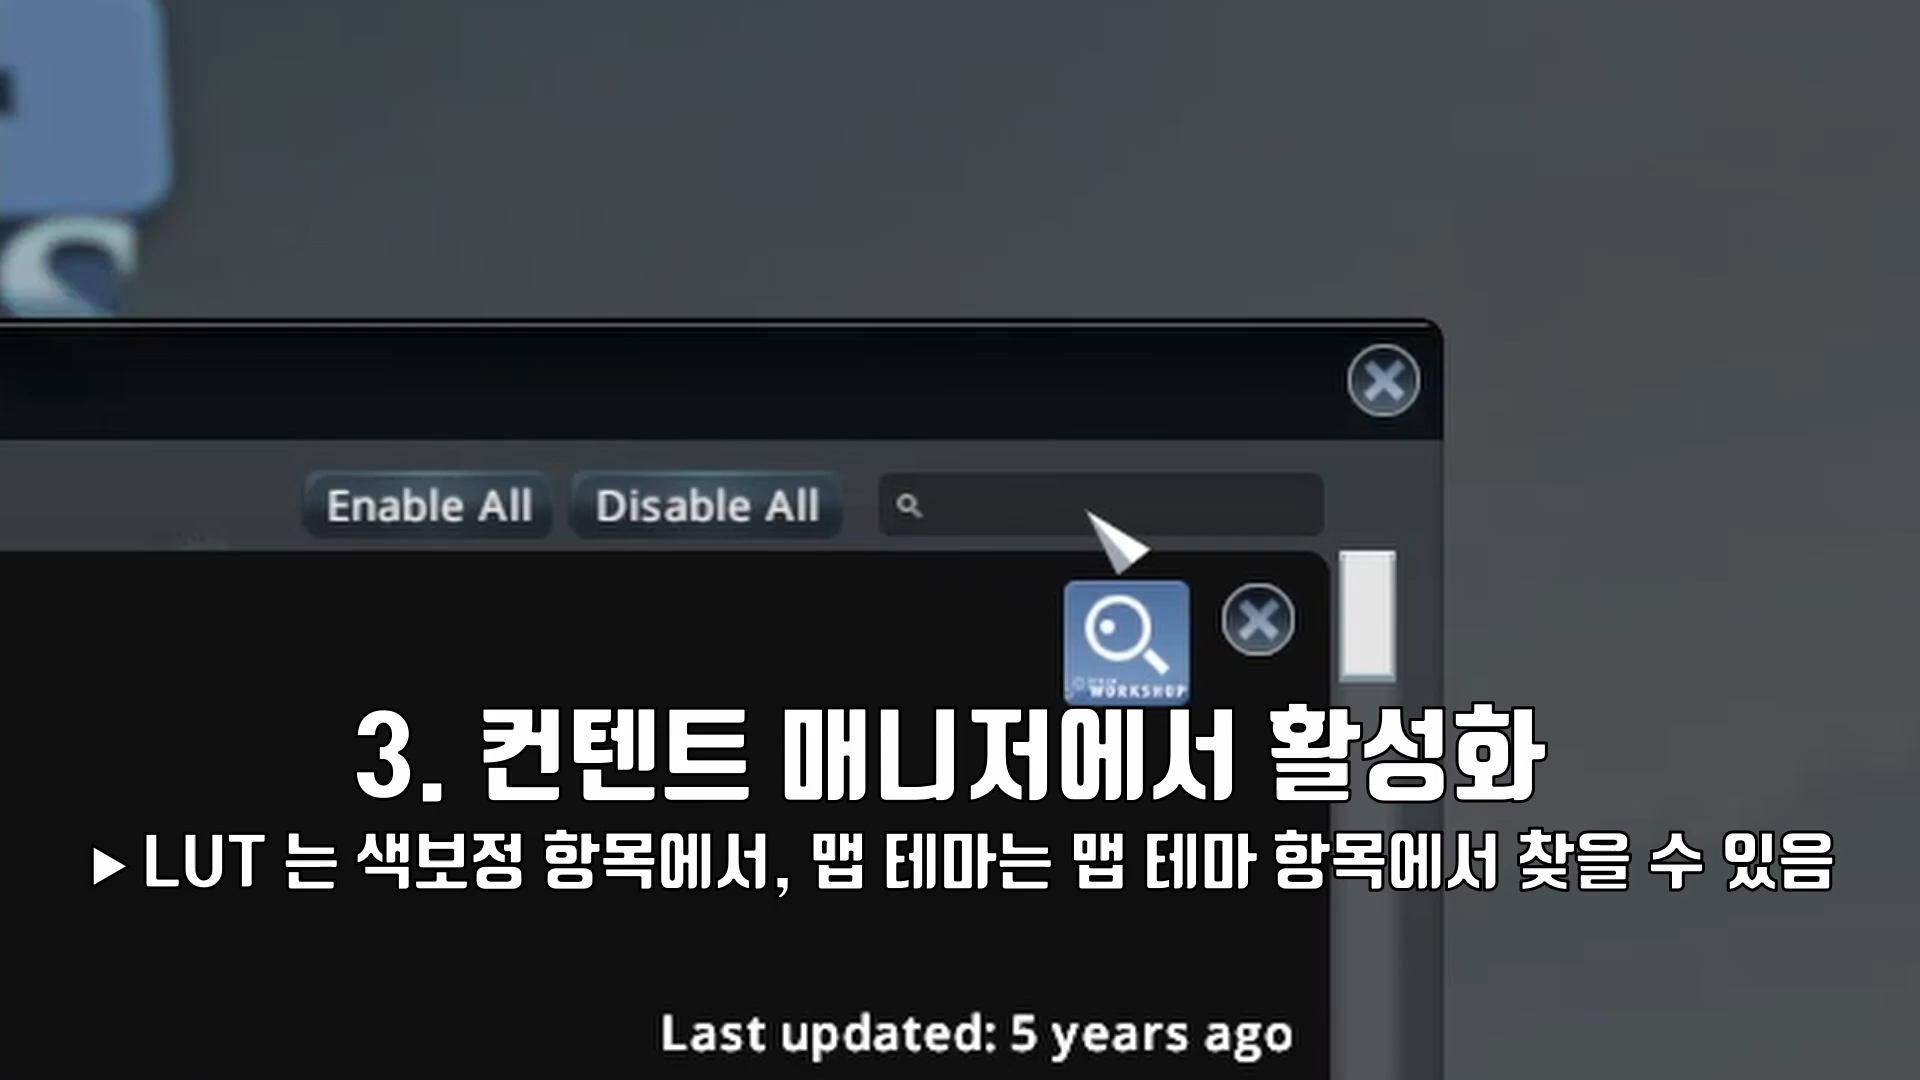 S
Enable All Disable All
WORKSHOP
3. 컨텐트 매니저에서 활성화
▶ LUT 는 색보정 항목에서, 맵 테마는 맵 테마 항목에서 찾을 수 있음
Last updated: 5 years ago